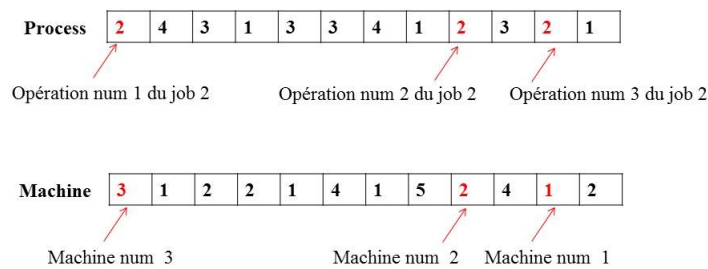 Process 2 4 3 1 3 3 4 1 2 3 2 1
Opération num 1 du job 2 Opération num 2 du job 2 Opération num 3 du job 2
Machine 3 1 2 2 1 4 1 5 2 4 1 2
Machine num 3 Machine num 2 Machine num 1